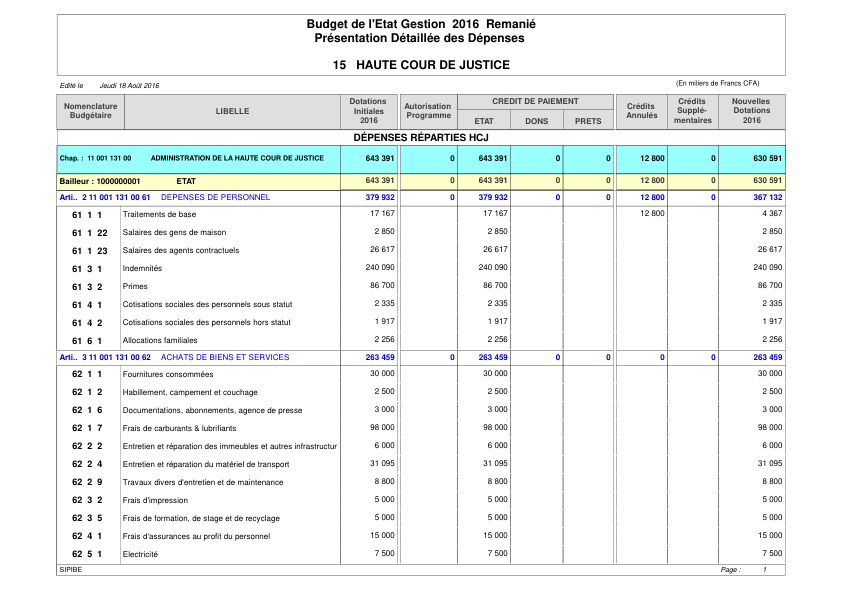 Budget de l'Etat Gestion 2016 Remanié
Présentation Détaillée des Dépenses
15 HAUTE COUR DE JUSTICE
Edité le Jeudi 18 Août 2016 (En miliers de Francs CFA)
Nomenclature Budgétaire LIBELLE Dotations Initiales 2016 Autorisation Programme CREDIT DE PAIEMENT ETAT DONS PRETS Crédits Annulés Crédits Supplé-mentaires Nouvelles Dotations 2016
DÉPENSES RÉPARTIES HCJ
Chap. : 11 001 131 00 ADMINISTRATION DE LA HAUTE COUR DE JUSTICE 643 391 0 643 391 0 0 12 800 0 630 591
Bailleur : 1000000001 ETAT 643 391 0 643 391 0 0 12 800 0 630 591
Arti.. 2 11 001 131 00 61 DEPENSES DE PERSONNEL 379 932 0 379 932 0 0 12 800 0 367 132
61 1 1 Traitements de base 17 167 17 167 12 800 4 367
61 1 22 Salaires des gens de maison 2 850 2 850 2 850
61 1 23 Salaires des agents contractuels 26 617 26 617 26 617
61 3 1 Indemnités 240 090 240 090 240 090
61 3 2 Primes 86 700 86 700 86 700
61 4 1 Cotisations sociales des personnels sous statut 2 335 2 335 2 335
61 4 2 Cotisations sociales des personnels hors statut 1 917 1 917 1 917
61 6 1 Allocations familiales 2 256 2 256 2 256
Arti.. 3 11 001 131 00 62 ACHATS DE BIENS ET SERVICES 263 459 0 263 459 0 0 0 0 263 459
62 1 1 Fournitures consommées 30 000 30 000 30 000
62 1 2 Habillement, campement et couchage 2 500 2 500 2 500
62 1 6 Documentations, abonnements, agence de presse 3 000 3 000 3 000
62 1 7 Frais de carburants & lubrifiants 98 000 98 000 98 000
62 2 2 Entretien et réparation des immeubles et autres infrastructur 6 000 6 000 6 000
62 2 4 Entretien et réparation du matériel de transport 31 095 31 095 31 095
62 2 9 Travaux divers d'entretien et de maintenance 8 800 8 800 8 800
62 3 2 Frais d'impression 5 000 5 000 5 000
62 3 5 Frais de formation, de stage et de recyclage 5 000 5 000 5 000
62 4 1 Frais d'assurances au profit du personnel 15 000 15 000 15 000
62 5 1 Electricité 7 500 7 500 7 500
SIPIBE Page : 1